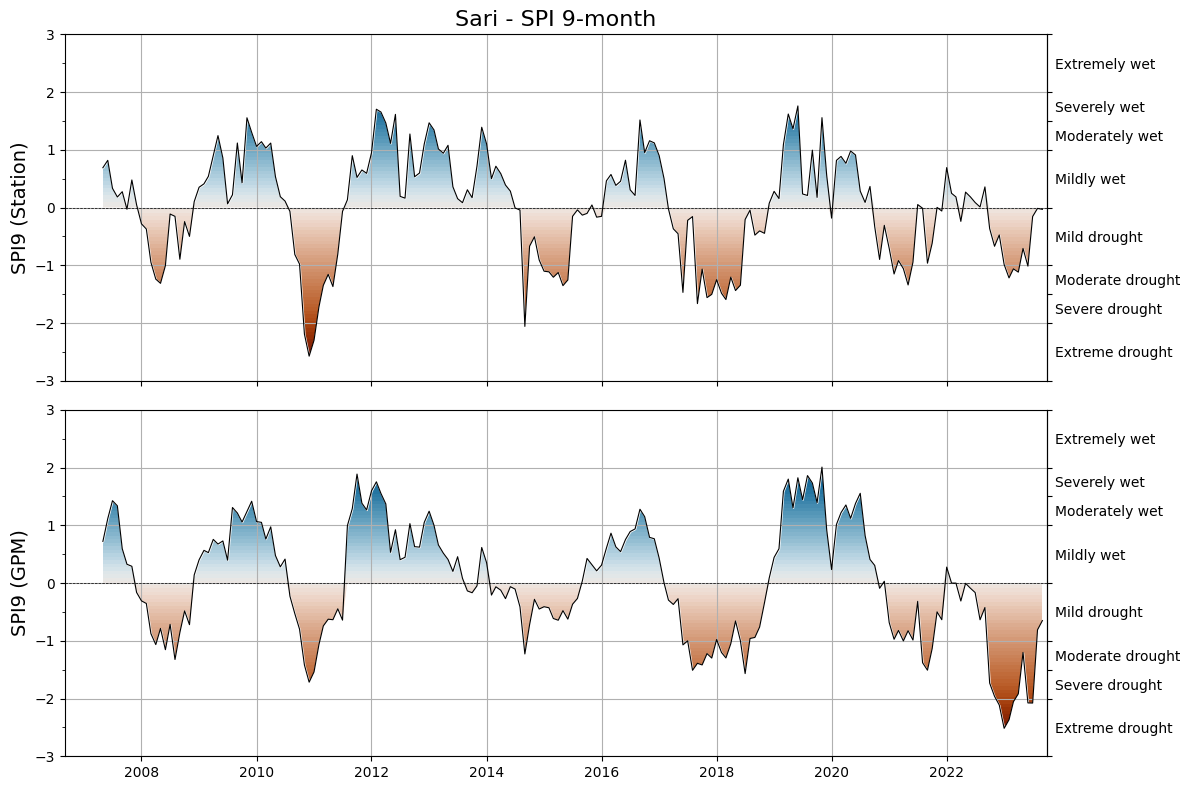 Sari - SPI 9-month
SPI9 (Station)
3
2
1
0
−1
−2
−3
Extremely wet
Severely wet
Moderately wet
Mildly wet
Mild drought
Moderate drought
Severe drought
Extreme drought
SPI9 (GPM)
3
2
1
0
−1
−2
−3
Extremely wet
Severely wet
Moderately wet
Mildly wet
Mild drought
Moderate drought
Severe drought
Extreme drought
2008 2010 2012 2014 2016 2018 2020 2022